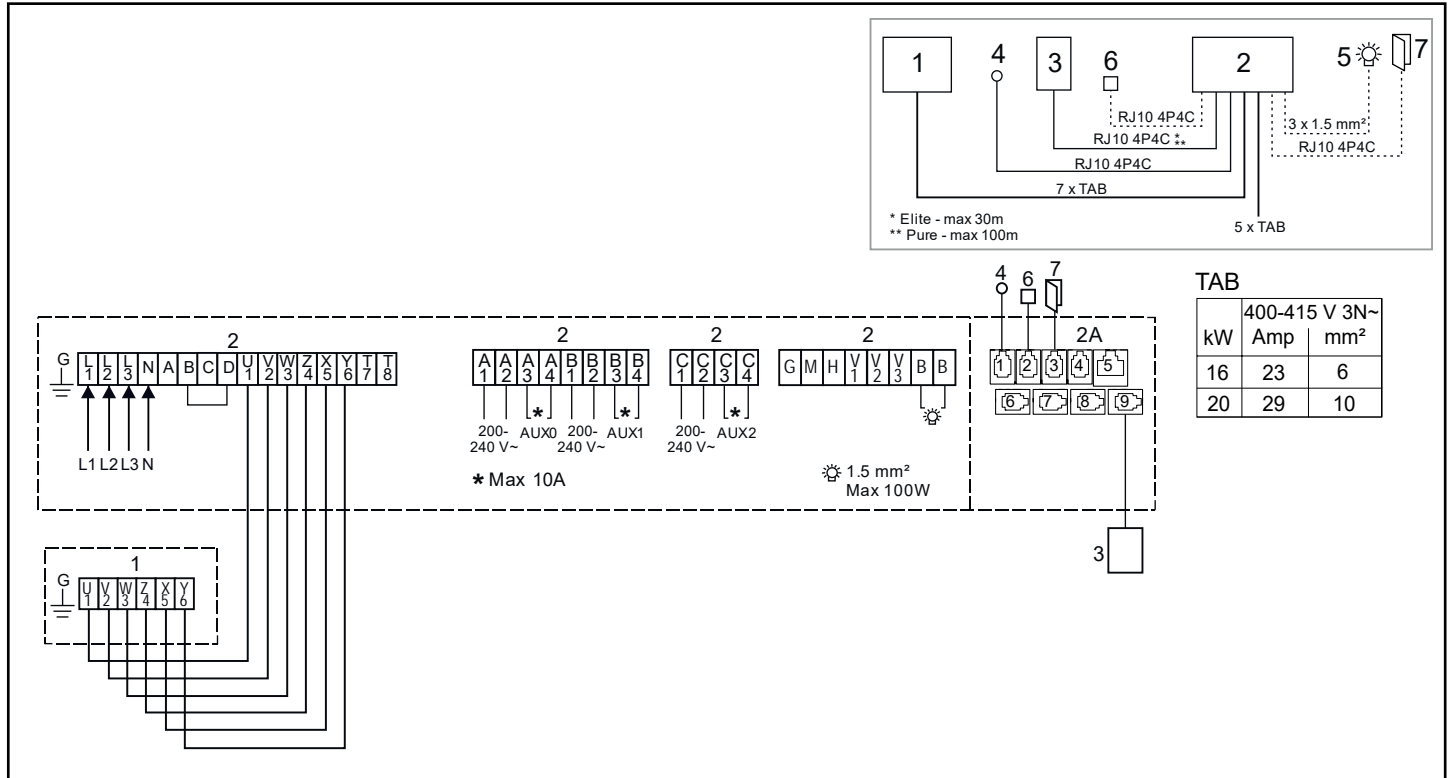 1
4
3
6
2
5
7
RJ10 4P4C
3 x 1.5 mm²
RJ10 4P4C * **
RJ10 4P4C
RJ10 4P4C
7 x TAB
5 x TAB
* Elite - max 30m
** Pure - max 100m
4
6
7
TAB
400-415 V 3N~
kW Amp mm²
16 23 6
20 29 10
2
G L1 L2 L3 N A B C D U1 V2 W3 Z4 X5 Y6 T7 T8
L1 L2 L3 N
2
A1 A2 A3 A4 B1 B2 B3 B4
200-240 V~
* AUX0
200-240 V~
* AUX1
* Max 10A
2
C1 C2 C3 C4
200-240 V~
* AUX2
2
G M H V1 V2 V3 B B
1.5 mm²
Max 100W
2A
1 2 3 4 5
6 7 8 9
3
1
G U1 V2 W3 Z4 X5 Y6